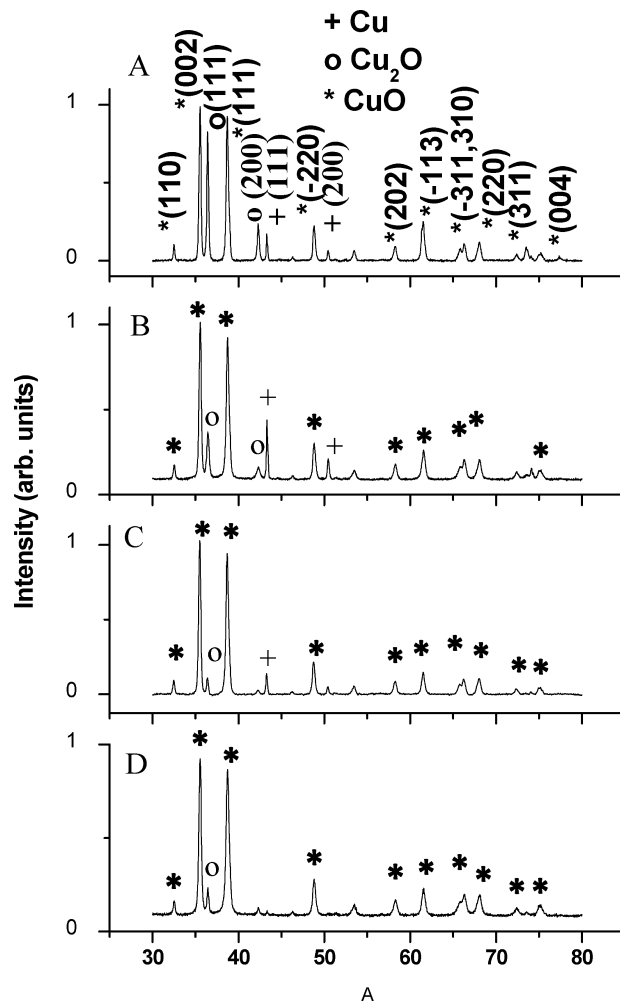 + Cu
o Cu₂O
* CuO
A
*(110)
*(002)
o(111)
*(111)
o (200)
+ (111)
*(-220)
+ (200)
*(202)
*(-113)
*(-311,310)
*(220)
*(311)
*(004)
1
0
B
* * o o + * + * * * * *
1
0
C
* * * o + * * * * * * *
1
0
D
* * * o * * * * * * *
1
0
Intensity (arb. units)
30 40 50 60 70 80
A